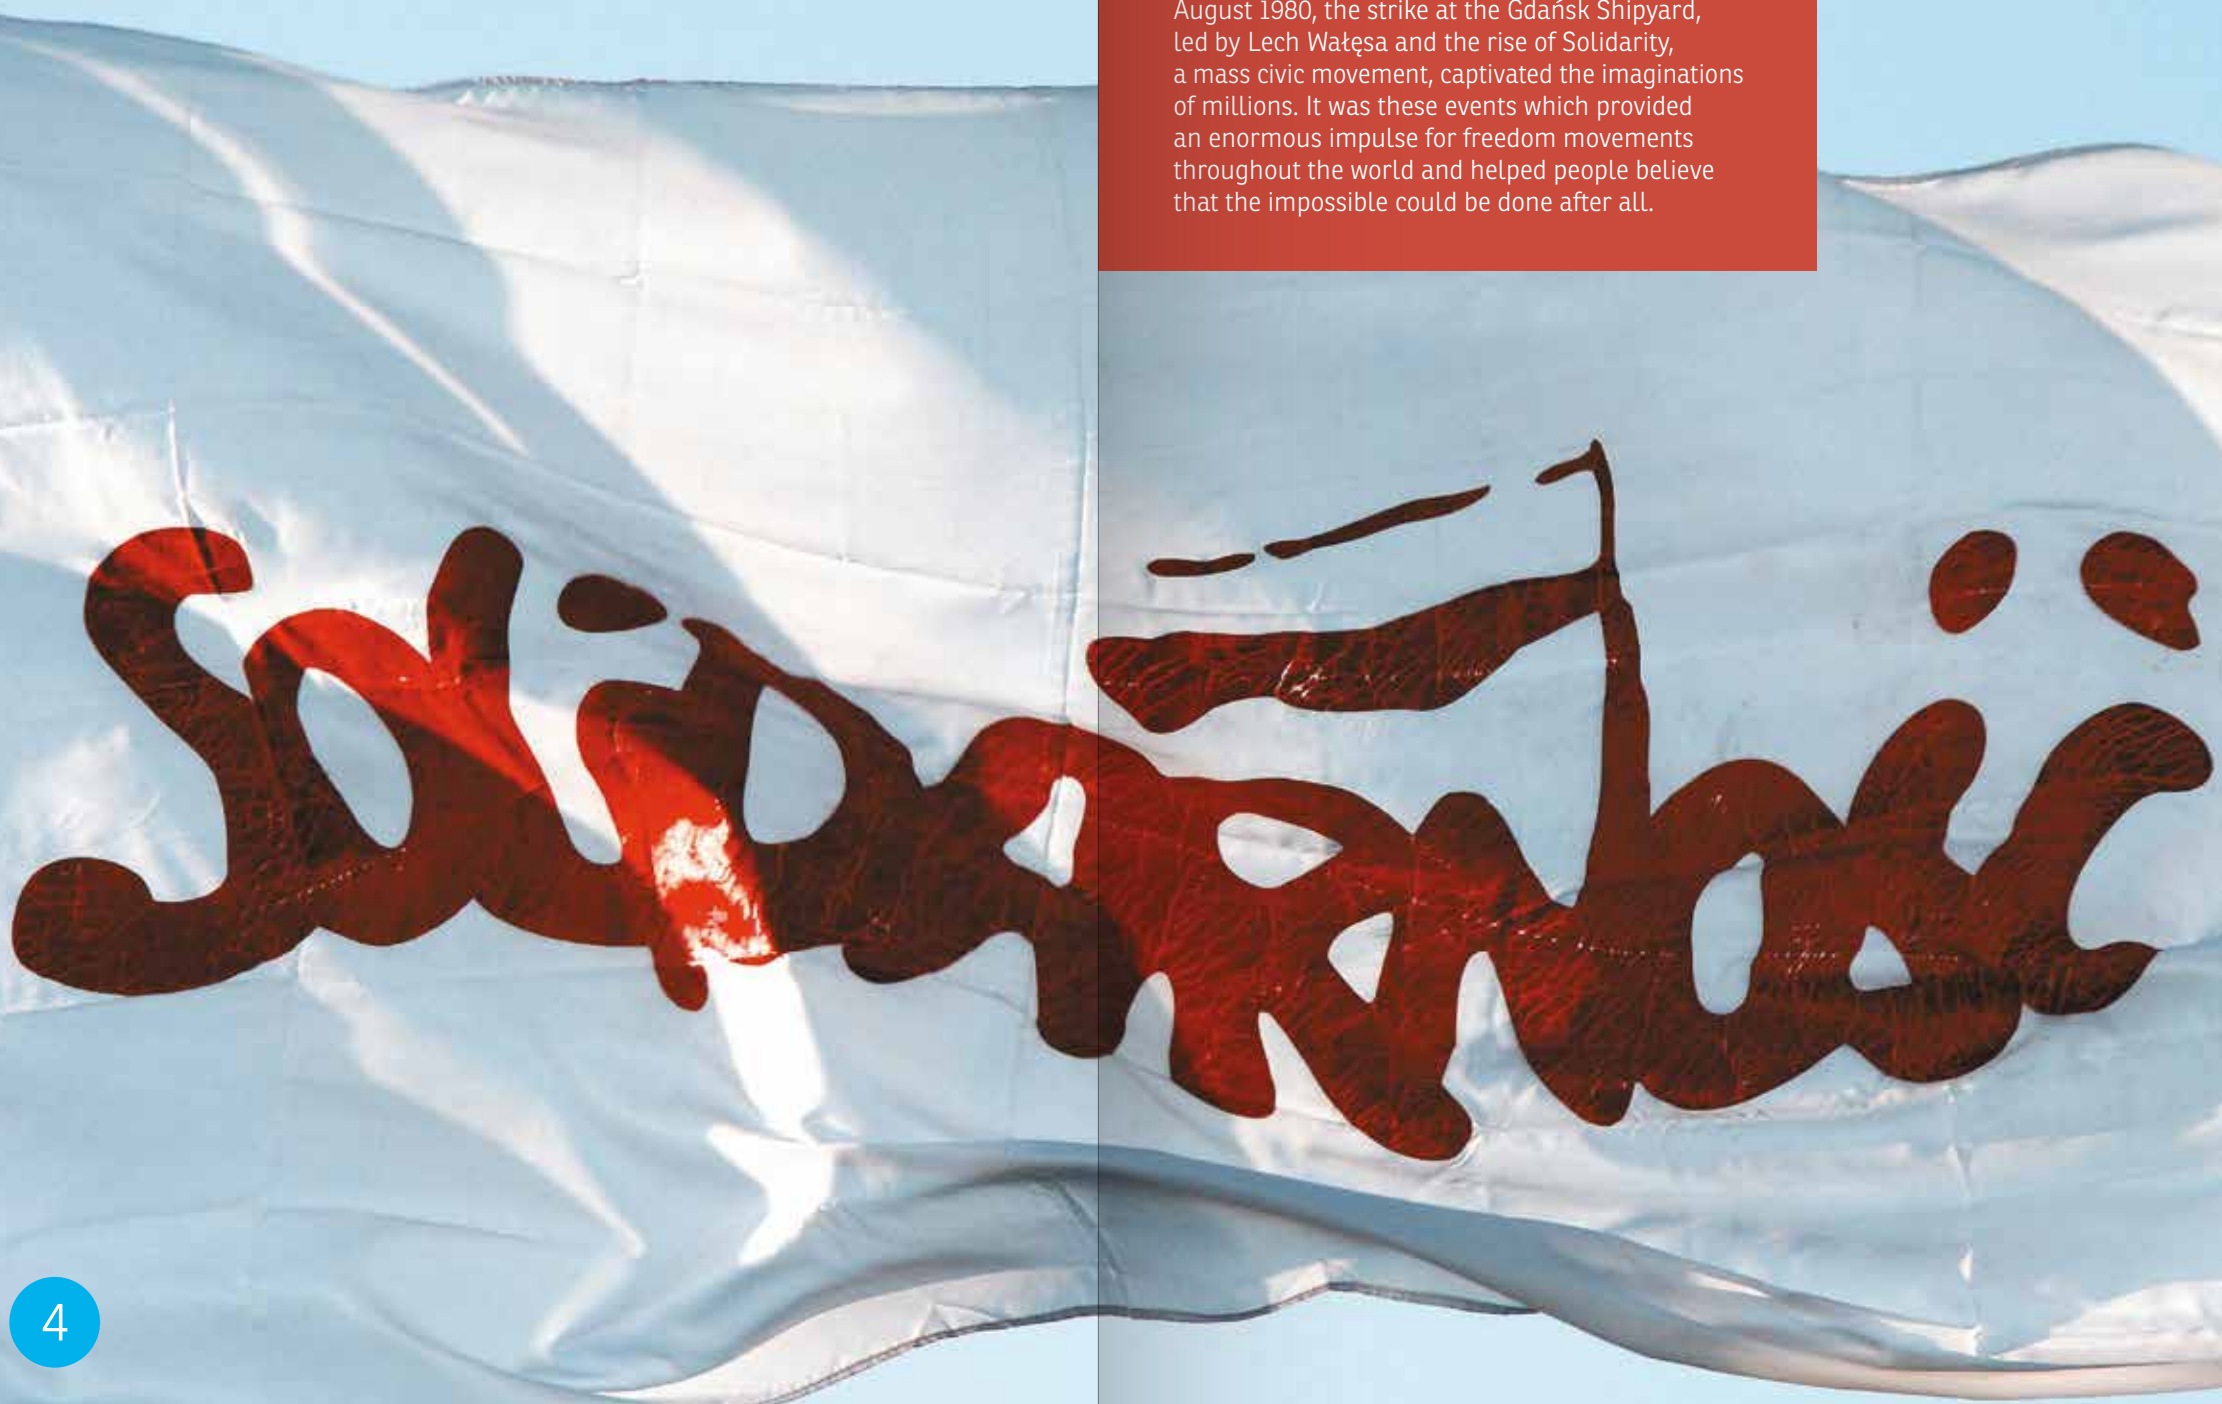 August 1980, the strike at the Gdańsk Shipyard,
led by Lech Wałęsa and the rise of Solidarity,
a mass civic movement, captivated the imaginations
of millions. It was these events which provided
an enormous impulse for freedom movements
throughout the world and helped people believe
that the impossible could be done after all.
Solidarność
4